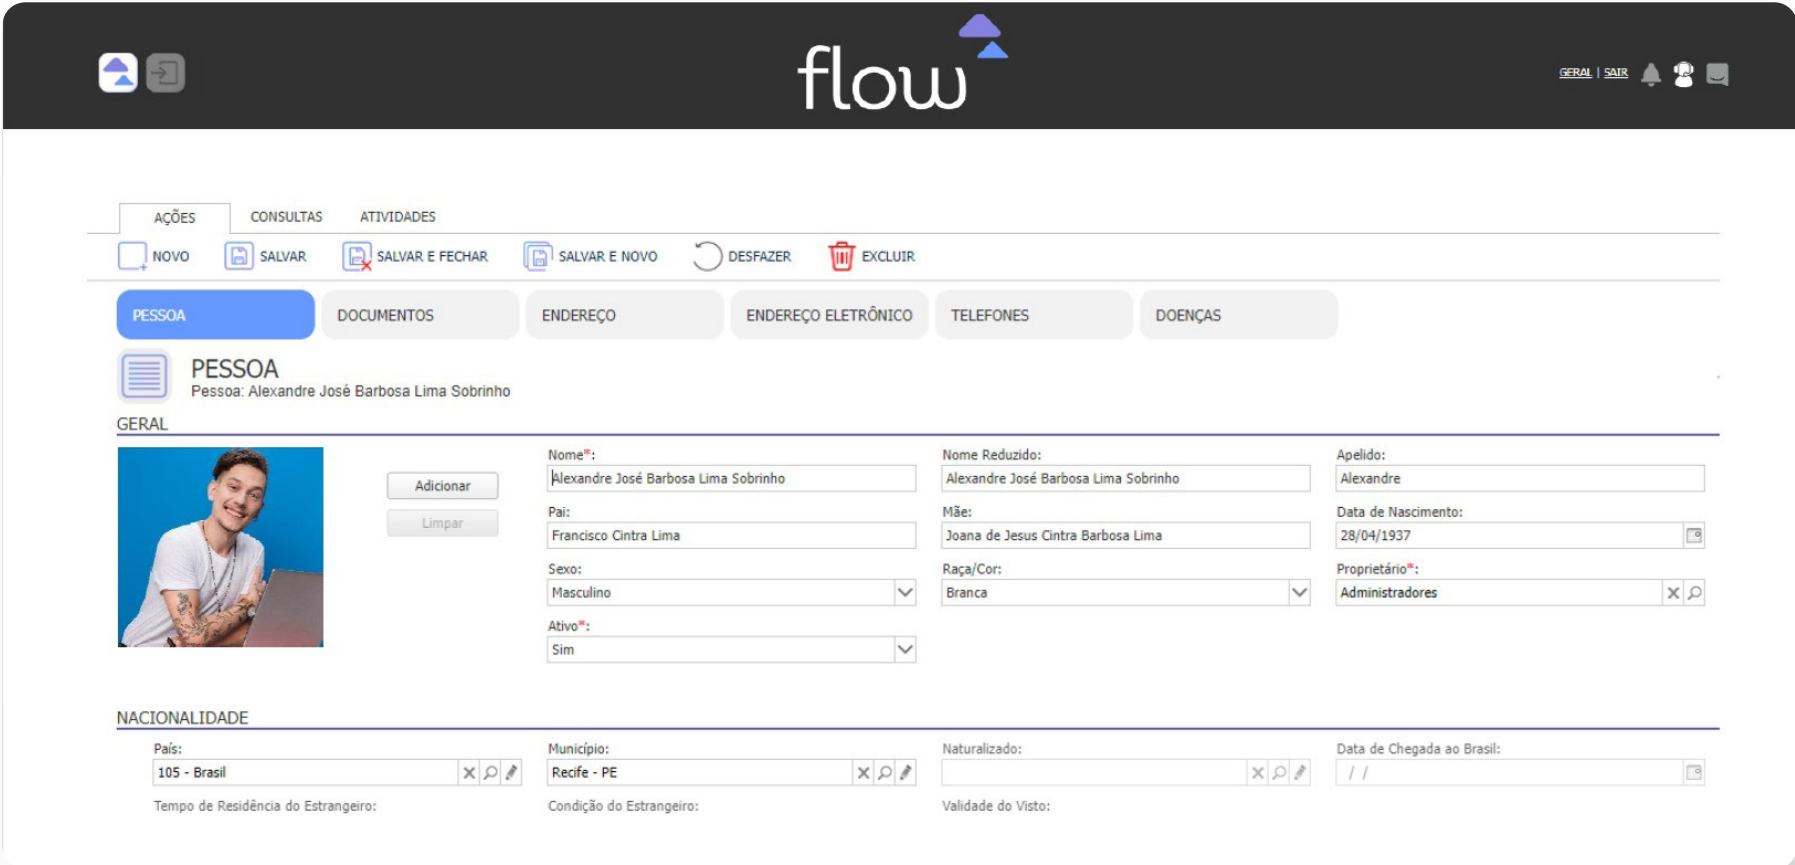 flow
GERAL | SAIR
AÇÕES CONSULTAS ATIVIDADES
NOVO SALVAR SALVAR E FECHAR SALVAR E NOVO DESFAZER EXCLUIR
PESSOA DOCUMENTOS ENDEREÇO ENDEREÇO ELETRÔNICO TELEFONES DOENÇAS
PESSOA
Pessoa: Alexandre José Barbosa Lima Sobrinho
GERAL
Adicionar
Limpar
Nome*: Nome Reduzido: Apelido:
Alexandre José Barbosa Lima Sobrinho Alexandre José Barbosa Lima Sobrinho Alexandre
Pai: Mãe: Data de Nascimento:
Francisco Cintra Lima Joana de Jesus Cintra Barbosa Lima 28/04/1937
Sexo: Raça/Cor: Proprietário*:
Masculino Branca Administradores
Ativo*:
Sim
NACIONALIDADE
País: Município: Naturalizado: Data de Chegada ao Brasil:
105 - Brasil Recife - PE / /
Tempo de Residência do Estrangeiro: Condição do Estrangeiro: Validade do Visto: